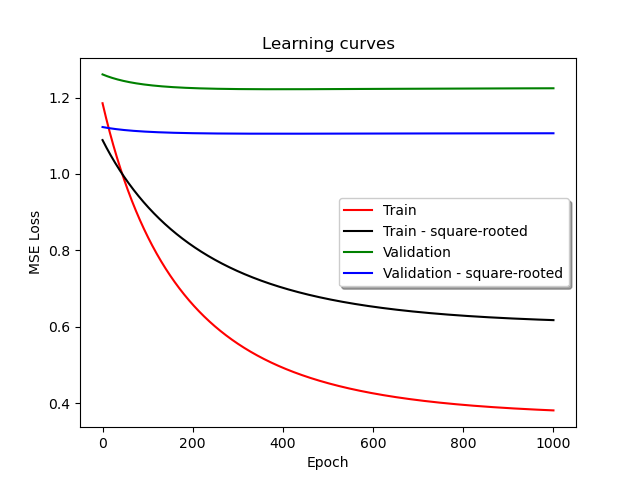 Learning curves
MSE Loss
1.2
1.0
0.8
0.6
0.4
Train
Train - square-rooted
Validation
Validation - square-rooted
0
200
400
600
800
1000
Epoch